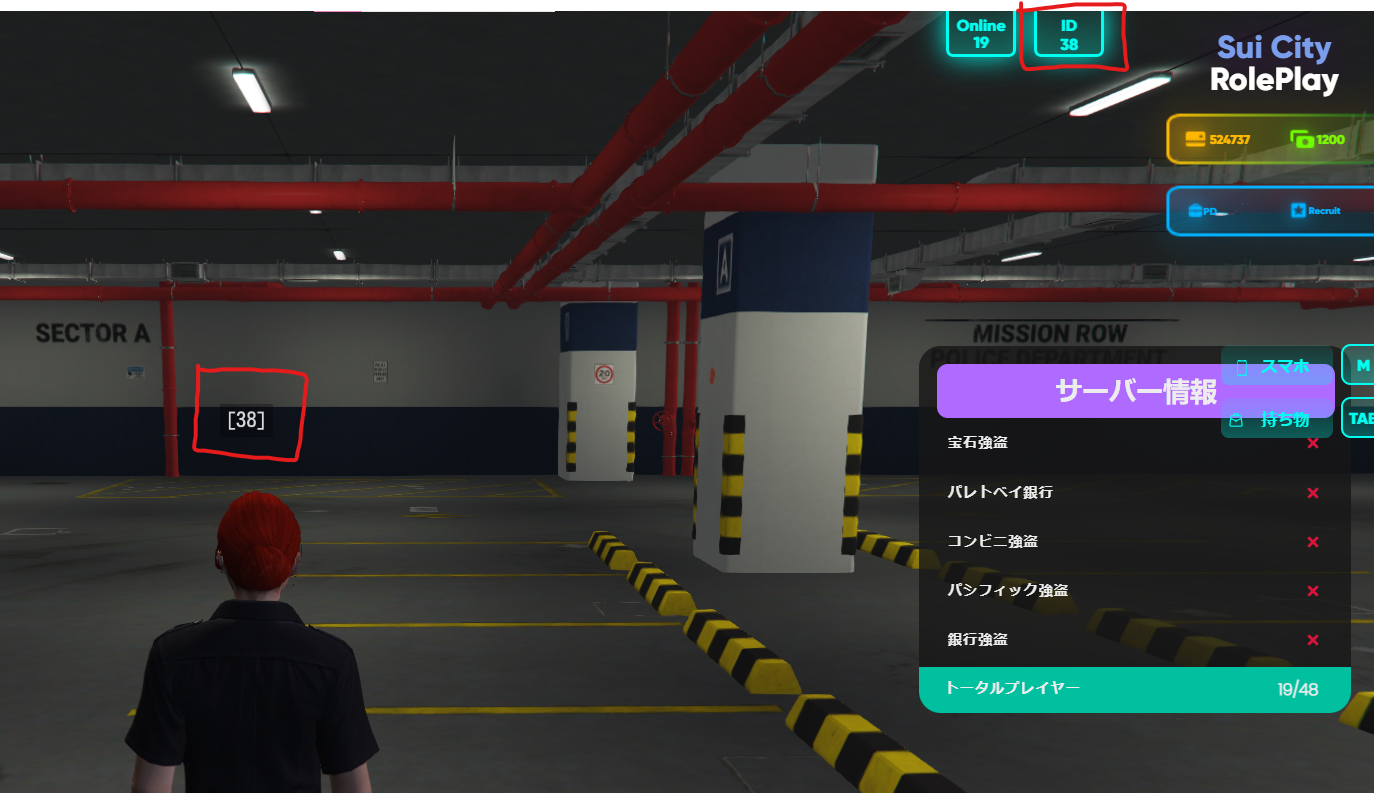 Online
19
ID
38
Sui City
RolePlay
524737
1200
PD
Recruit
SECTOR A
A
20
MISSION ROW
POLICE DEPARTMENT
[38]
スマホ
M
サーバー情報
持ち物
TAB
宝石強盗
×
パレトベイ銀行
×
コンビニ強盗
×
パシフィック強盗
×
銀行強盗
×
トータルプレイヤー
19/48